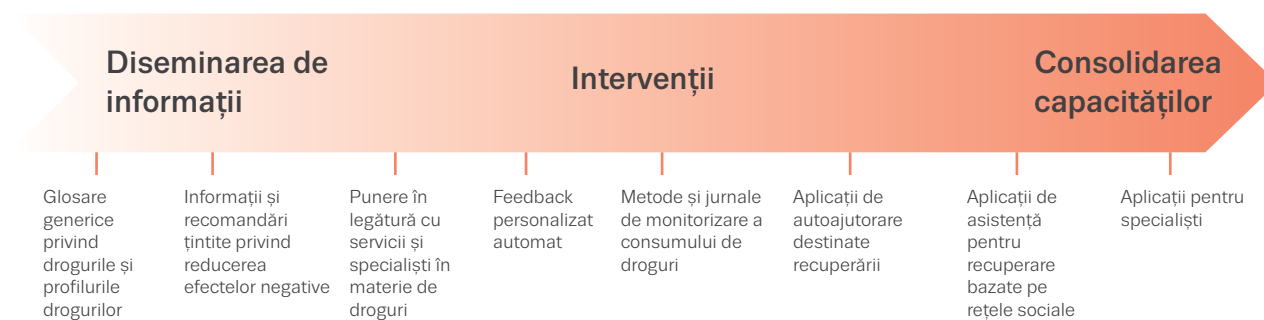 Diseminarea de
informații
Intervenții
Consolidarea
capacităților
Glosare
generice
privind
drogurile și
profilurile
drogurilor
Informații și
recomandări
țintite privind
reducerea
efectelor negative
Punere în
legătură cu
servicii și
specialiști în
materie de
droguri
Feedback
personalizat
automat
Metode și jurnale
de monitorizare a
consumului de
droguri
Aplicații de
autoajutorare
destinate
recuperării
Aplicații de
asistență
pentru
recuperare
bazate pe
rețele sociale
Aplicații pentru
specialiști